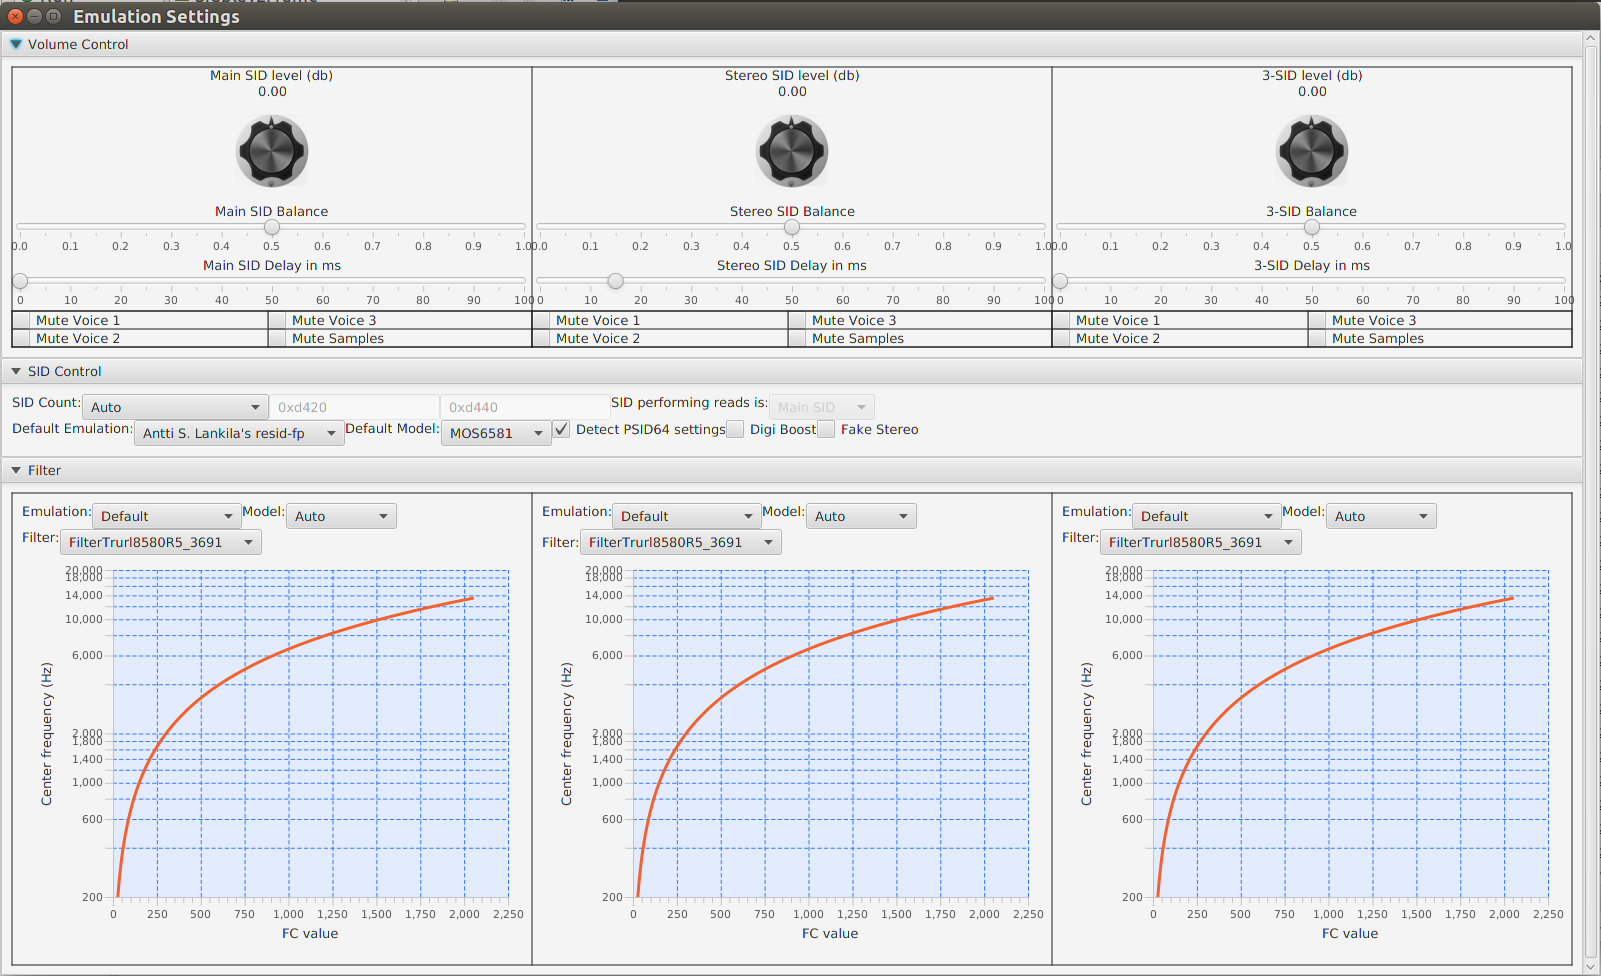 Emulation Settings
Volume Control
Main SID level (db)
0.00
Main SID Balance
0.0 0.1 0.2 0.3 0.4 0.5 0.6 0.7 0.8 0.9 1.0
Main SID Delay in ms
0 10 20 30 40 50 60 70 80 90 100
Mute Voice 1 Mute Voice 3
Mute Voice 2 Mute Samples
Stereo SID level (db)
0.00
Stereo SID Balance
0.0 0.1 0.2 0.3 0.4 0.5 0.6 0.7 0.8 0.9 1.0
Stereo SID Delay in ms
0 10 20 30 40 50 60 70 80 90 100
Mute Voice 1 Mute Voice 3
Mute Voice 2 Mute Samples
3-SID level (db)
0.00
3-SID Balance
0.0 0.1 0.2 0.3 0.4 0.5 0.6 0.7 0.8 0.9 1.0
3-SID Delay in ms
0 10 20 30 40 50 60 70 80 90 100
Mute Voice 1 Mute Voice 3
Mute Voice 2 Mute Samples
SID Control
SID Count: Auto 0xd420 0xd440 SID performing reads is: Main SID
Default Emulation: Antti S. Lankila's resid-fp Default Model: MOS6581 Detect PSID64 settings Digi Boost Fake Stereo
Filter
Emulation: Default Model: Auto
Filter: FilterTrurl8580R5_3691
20,000
18,000
14,000
10,000
6,000
2,000
1,800
1,400
1,000
600
200
Center frequency (Hz)
0 250 500 750 1,000 1,250 1,500 1,750 2,000 2,250
FC value
Emulation: Default Model: Auto
Filter: FilterTrurl8580R5_3691
20,000
18,000
14,000
10,000
6,000
2,000
1,800
1,400
1,000
600
200
Center frequency (Hz)
0 250 500 750 1,000 1,250 1,500 1,750 2,000 2,250
FC value
Emulation: Default Model: Auto
Filter: FilterTrurl8580R5_3691
20,000
18,000
14,000
10,000
6,000
2,000
1,800
1,400
1,000
600
200
Center frequency (Hz)
0 250 500 750 1,000 1,250 1,500 1,750 2,000 2,250
FC value